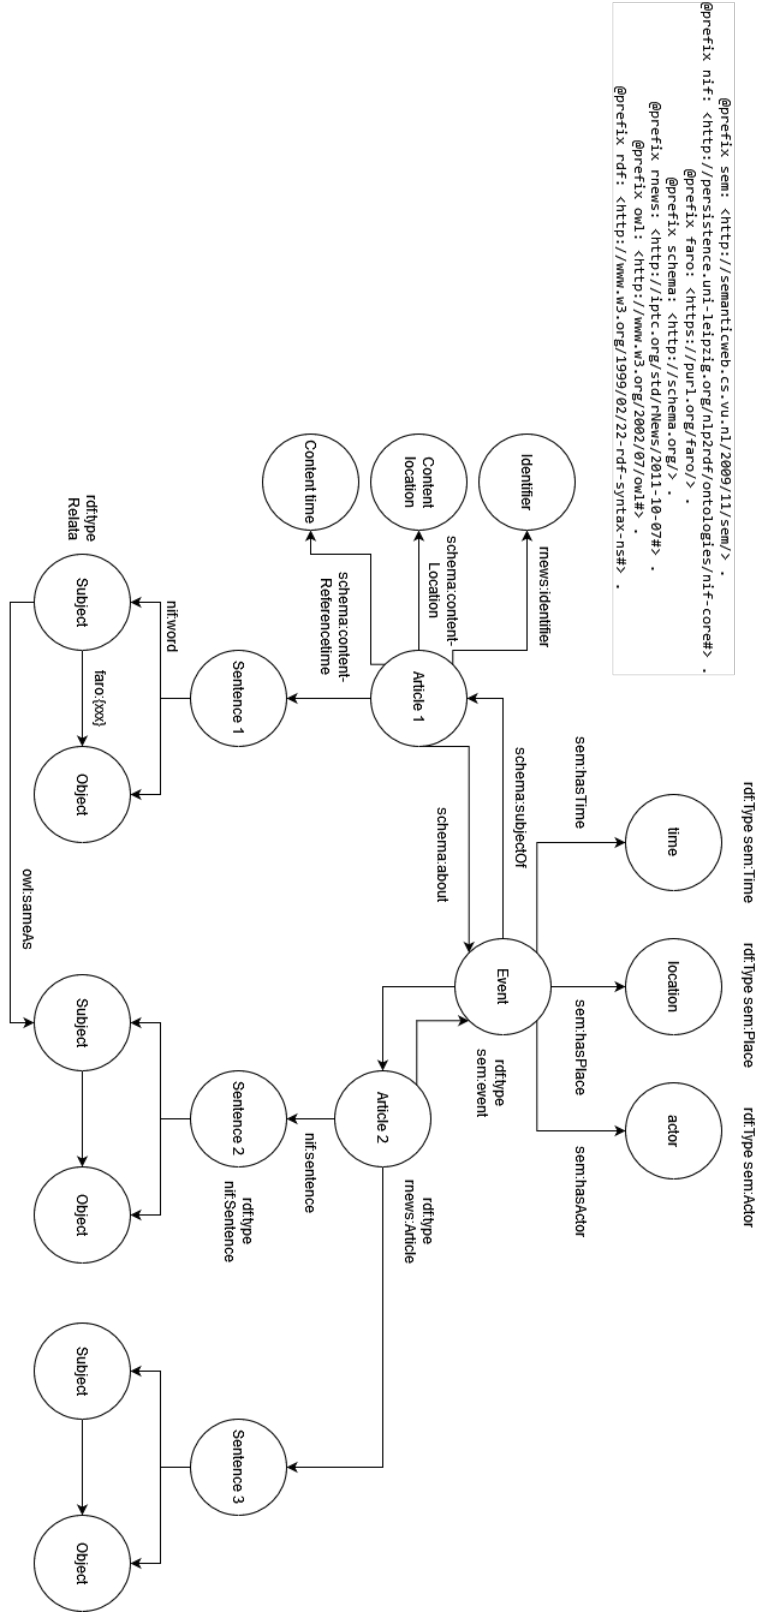 @prefix sem: <http://semanticweb.cs.vu.nl/2009/11/sem/> .
@prefix nif: <http://persistence.uni-leipzig.org/nlp2rdf/ontologies/nif-core#> .
@prefix faro: <https://purl.org/faro/> .
@prefix schema: <http://schema.org/> .
@prefix rnews: <http://iptc.org/std/rNews/2011-10-07#> .
@prefix owl: <http://www.w3.org/2002/07/owl#> .
@prefix rdf: <http://www.w3.org/1999/02/22-rdf-syntax-ns#> .
rdf:Type sem:Time
rdf:Type sem:Place
rdf:Type sem:Actor
time
location
actor
sem:hasTime
sem:hasPlace
sem:hasActor
Identifier
rnews:identifier
schema:subjectOf
Event
rdf:type
sem:event
Content
location
schema:content-
Location
Article 1
schema:about
Article 2
rdf:type
rnews:Article
Content time
schema:content-
Referencetime
nif:sentence
Sentence 1
Sentence 2
rdf:type
nif:Sentence
Sentence 3
nif:word
rdf:type
Relata
Subject
faro:{xxx}
Object
Subject
Object
Subject
Object
owl:sameAs